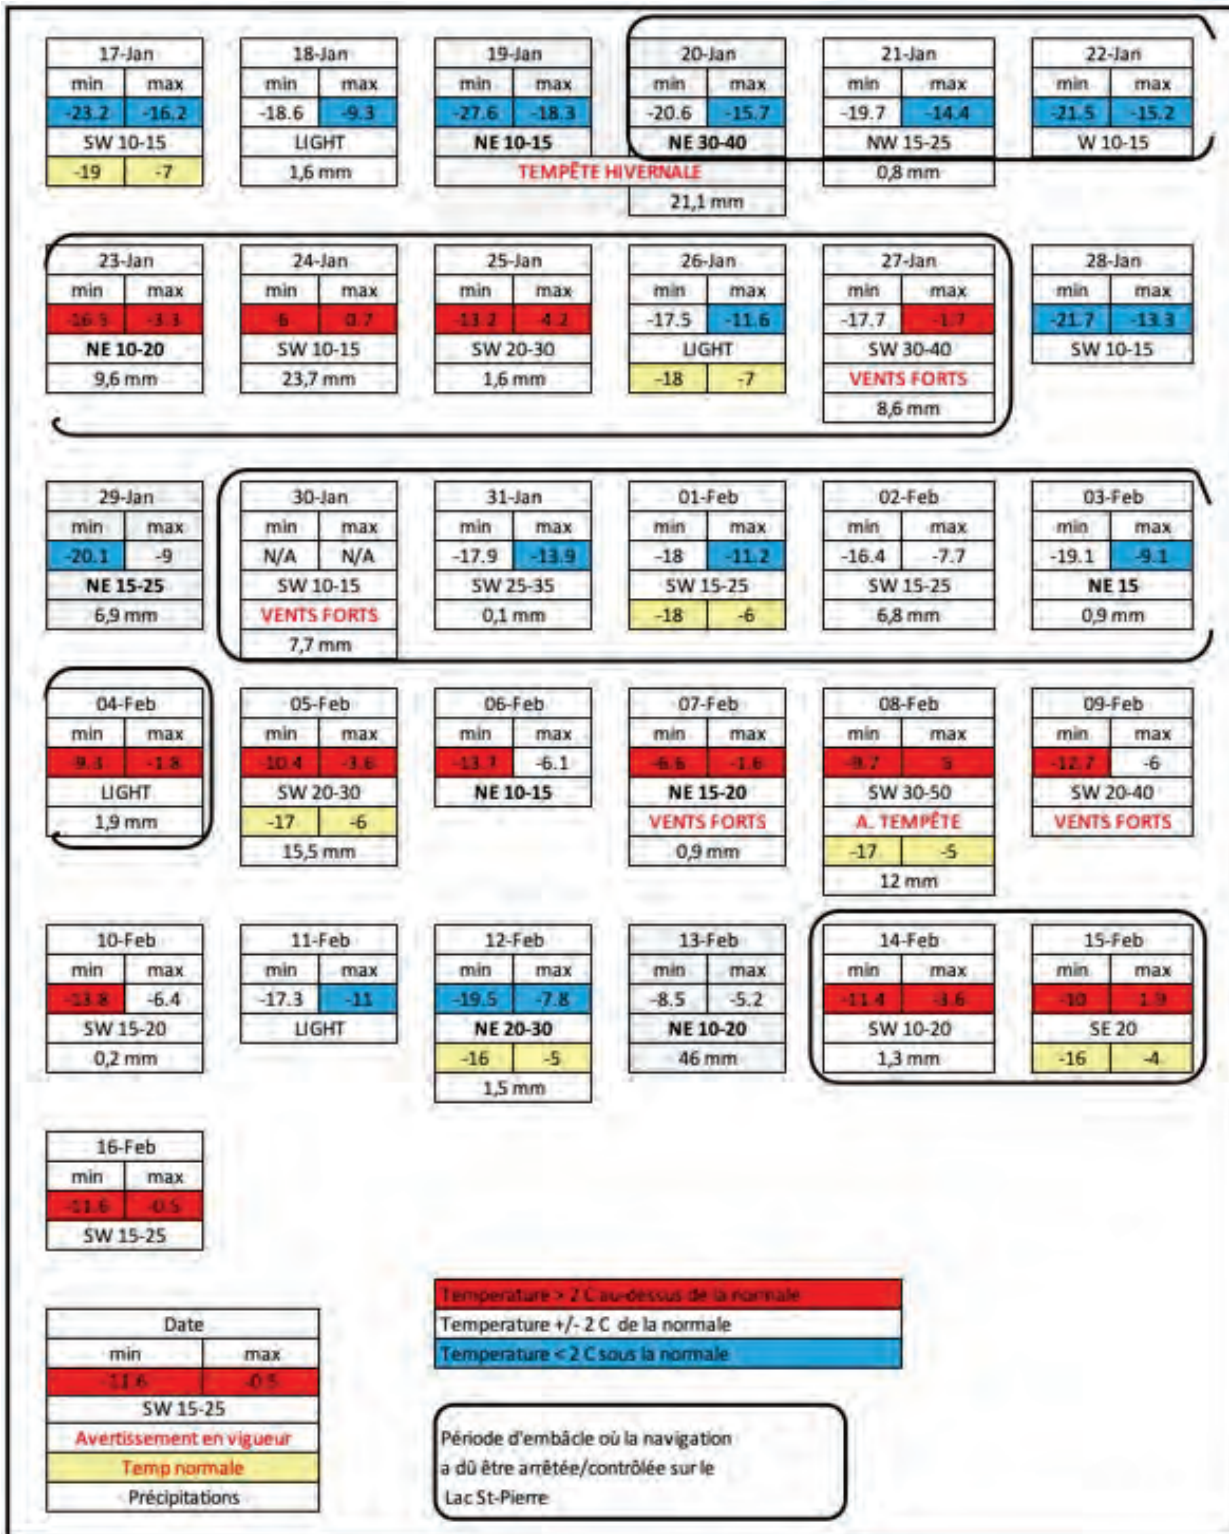 17-Jan 18-Jan 19-Jan 20-Jan 21-Jan 22-Jan
min max min max min max min max min max min max
-23.2 -16.2 -18.6 -9.3 -27.6 -18.3 -20.6 -15.7 -19.7 -14.4 -21.5 -15.2
SW 10-15 LIGHT NE 10-15 NE 30-40 NW 15-25 W 10-15
-19 -7 1,6 mm TEMPÊTE HIVERNALE 0,8 mm
21,1 mm
23-Jan 24-Jan 25-Jan 26-Jan 27-Jan 28-Jan
min max min max min max min max min max min max
-16.5 -3.3 -6 0.7 -13.2 -4.2 -17.5 -11.6 -17.7 -1.7 -21.7 -13.3
NE 10-20 SW 10-15 SW 20-30 LIGHT SW 30-40 SW 10-15
9,6 mm 23,7 mm 1,6 mm -18 -7 VENTS FORTS
8,6 mm
29-Jan 30-Jan 31-Jan 01-Feb 02-Feb 03-Feb
min max min max min max min max min max min max
-20.1 -9 N/A N/A -17.9 -13.9 -18 -11.2 -16.4 -7.7 -19.1 -9.1
NE 15-25 SW 10-15 SW 25-35 SW 15-25 SW 15-25 NE 15
6,9 mm VENTS FORTS 0,1 mm -18 -6 6,8 mm 0,9 mm
7,7 mm
04-Feb 05-Feb 06-Feb 07-Feb 08-Feb 09-Feb
min max min max min max min max min max min max
-1.8 -10.4 -3.6 -13.7 -6.1 -6.6 -1.6 -9.7 5 -12.7 -6
LIGHT SW 20-30 NE 10-15 NE 15-20 SW 30-50 SW 20-40
1,9 mm -17 -6 VENTS FORTS A. TEMPÊTE VENTS FORTS
15,5 mm 0,9 mm -17 -5
12 mm
10-Feb 11-Feb 12-Feb 13-Feb 14-Feb 15-Feb
min max min max min max min max min max min max
-13.8 -6.4 -17.3 -11 -19.5 -7.8 -8.5 -5.2 -11.4 -3.6 -10 1.9
SW 15-20 LIGHT NE 20-30 NE 10-20 SW 10-20 SE 20
0,2 mm -16 -5 46 mm 1,3 mm -16 -4
1,5 mm
16-Feb
min max
-11.6 -0.5
SW 15-25
Date
min max
-11.6 -0.5
SW 15-25
Avertissement en vigueur
Temp normale
Précipitations
Temperature > 2 C au-dessus de la normale
Temperature +/- 2 C de la normale
Temperature < 2 C sous la normale
Période d'embâcle où la navigation
a dû être arrêtée/contrôlée sur le
Lac St-Pierre